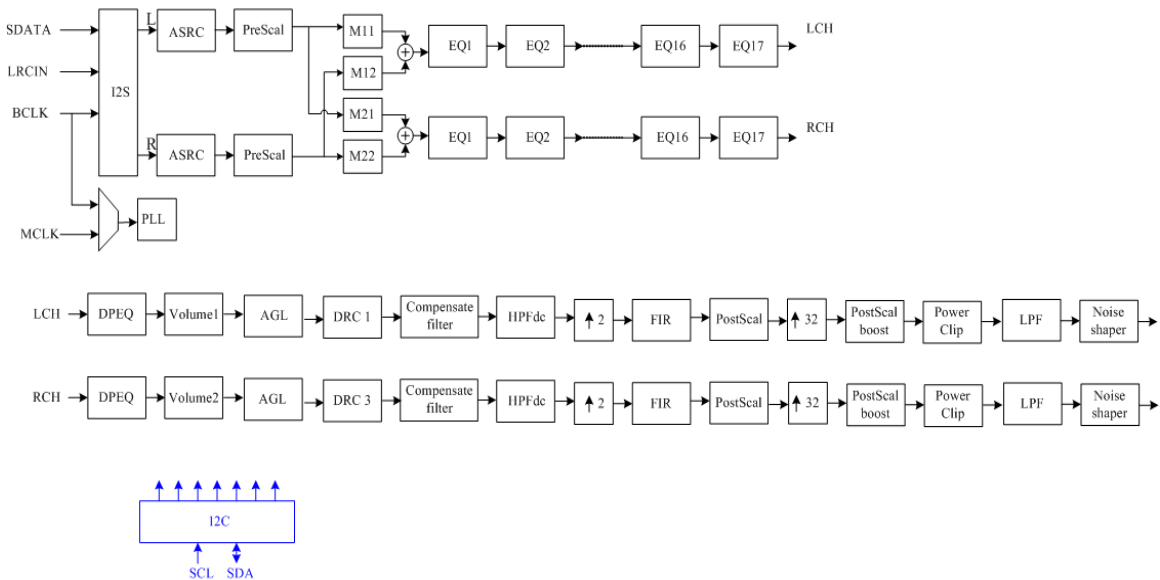 SDATA
LRCIN
BCLK
MCLK
I2S
L
R
ASRC
PreScal
ASRC
PreScal
PLL
M11
M12
M21
M22
EQ1
EQ2
EQ16
EQ17
LCH
EQ1
EQ2
EQ16
EQ17
RCH
LCH
DPEQ
Volume1
AGL
DRC 1
Compensate
filter
HPFdc
2
FIR
PostScal
32
PostScal
boost
Power
Clip
LPF
Noise
shaper
RCH
DPEQ
Volume2
AGL
DRC 3
Compensate
filter
HPFdc
2
FIR
PostScal
32
PostScal
boost
Power
Clip
LPF
Noise
shaper
I2C
SCL
SDA